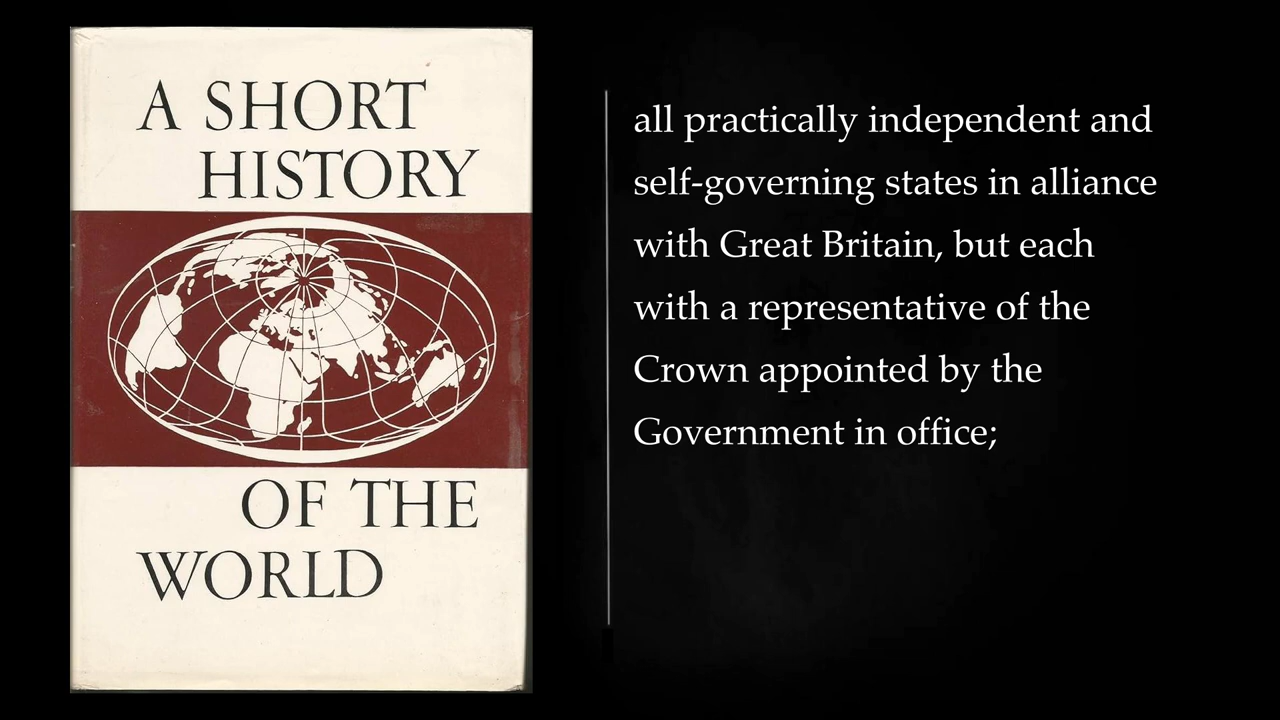 A SHORT
HISTORY
OF THE
WORLD
all practically independent and
self-governing states in alliance
with Great Britain, but each
with a representative of the
Crown appointed by the
Government in office;